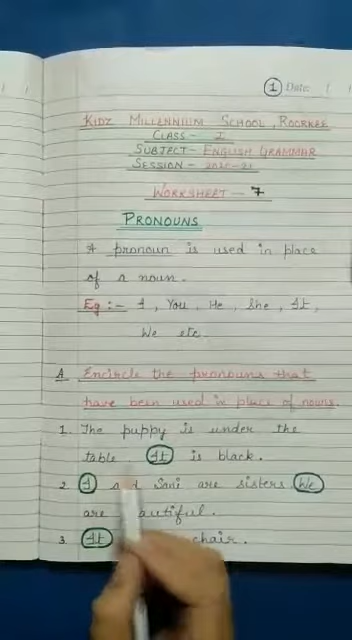 1 Date: / /
KIDZ MILLENNIUM SCHOOL, ROORKEE
CLASS - I
SUBJECT - ENGLISH GRAMMAR
SESSION - 2020-21
WORKSHEET - 7
PRONOUNS
A pronoun is used in place
of a noun.
Eg :- I, You, He, She, It,
We etc.
A Encircle the pronouns that
have been used in place of nouns.
1. The puppy is under the
table. It is black.
2. I and Soni are sisters. We
are
3. It chair.